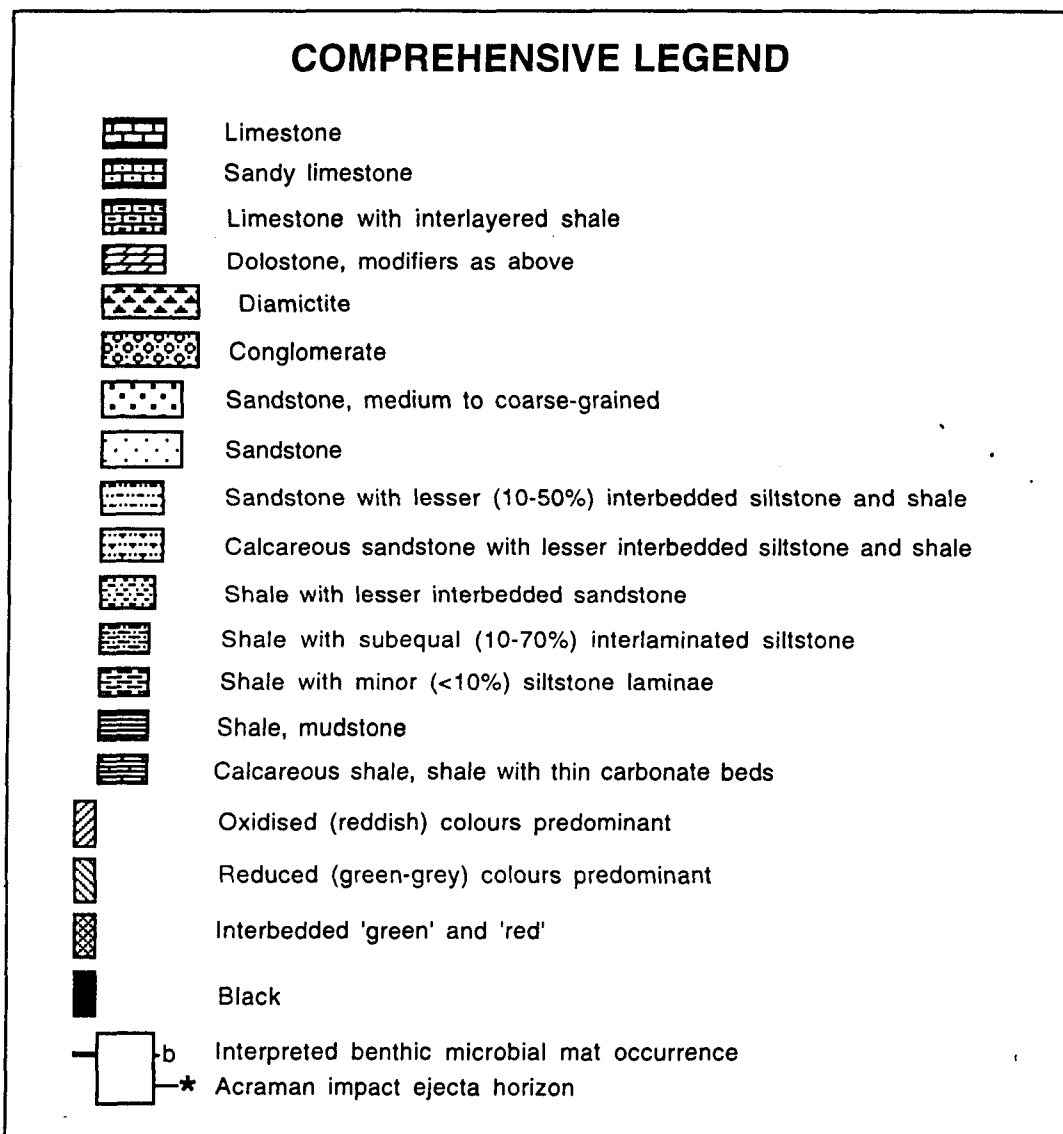 COMPREHENSIVE LEGEND
Limestone
Sandy limestone
Limestone with interlayered shale
Dolostone, modifiers as above
Diamictite
Conglomerate
Sandstone, medium to coarse-grained
Sandstone
Sandstone with lesser (10-50%) interbedded siltstone and shale
Calcareous sandstone with lesser interbedded siltstone and shale
Shale with lesser interbedded sandstone
Shale with subequal (10-70%) interlaminated siltstone
Shale with minor (<10%) siltstone laminae
Shale, mudstone
Calcareous shale, shale with thin carbonate beds
Oxidised (reddish) colours predominant
Reduced (green-grey) colours predominant
Interbedded 'green' and 'red'
Black
b Interpreted benthic microbial mat occurrence
* Acraman impact ejecta horizon